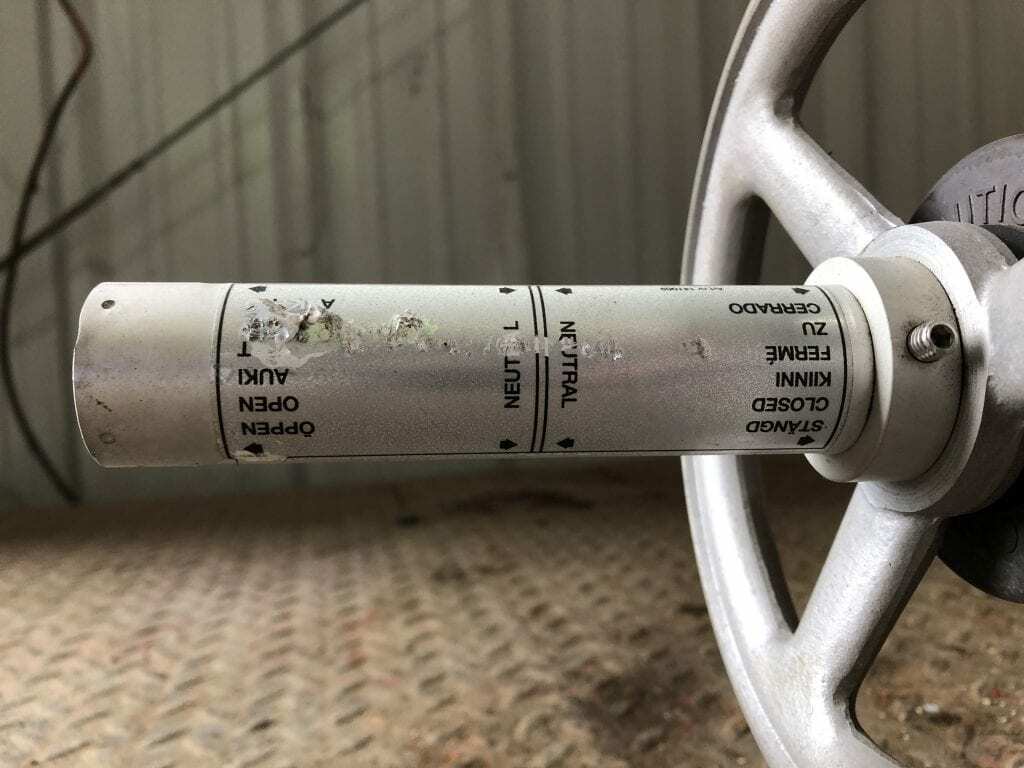 STÄNGD
CLOSED
KIINNI
FERMÉ
ZU
CERRADO
NEUTRAL
ÖPPEN
OPEN
AUKI